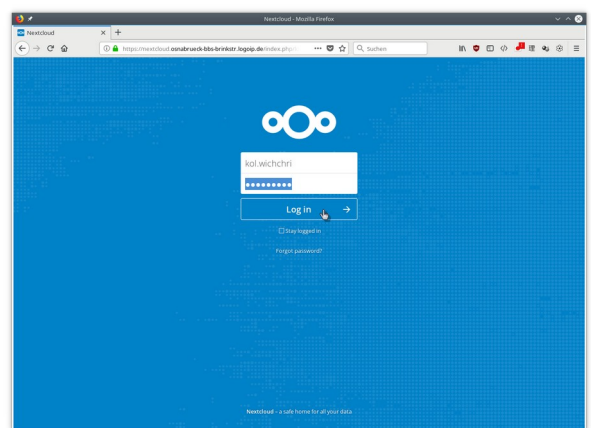 Nextcloud - Mozilla Firefox
Nextcloud
https://nextcloud.osnabrueck-bbs-brinkstr.logoip.de/index.php/
Suchen
kol.wichchri
Log in
Stay logged in
Forgot password?
Nextcloud – a safe home for all your data